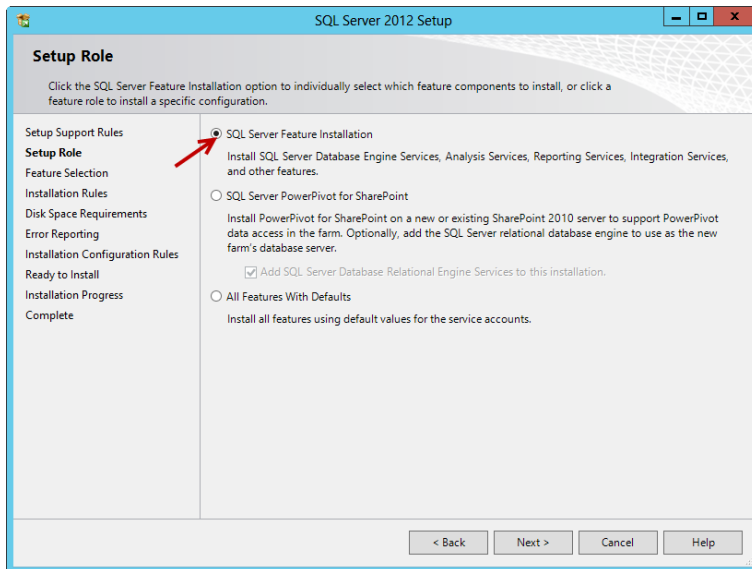 SQL Server 2012 Setup
Setup Role
Click the SQL Server Feature Installation option to individually select which feature components to install, or click a
feature role to install a specific configuration.
Setup Support Rules
Setup Role
Feature Selection
Installation Rules
Disk Space Requirements
Error Reporting
Installation Configuration Rules
Ready to Install
Installation Progress
Complete
SQL Server Feature Installation
Install SQL Server Database Engine Services, Analysis Services, Reporting Services, Integration Services,
and other features.
SQL Server PowerPivot for SharePoint
Install PowerPivot for SharePoint on a new or existing SharePoint 2010 server to support PowerPivot
data access in the farm. Optionally, add the SQL Server relational database engine to use as the new
farm's database server.
Add SQL Server Database Relational Engine Services to this installation.
All Features With Defaults
Install all features using default values for the service accounts.
< Back
Next >
Cancel
Help